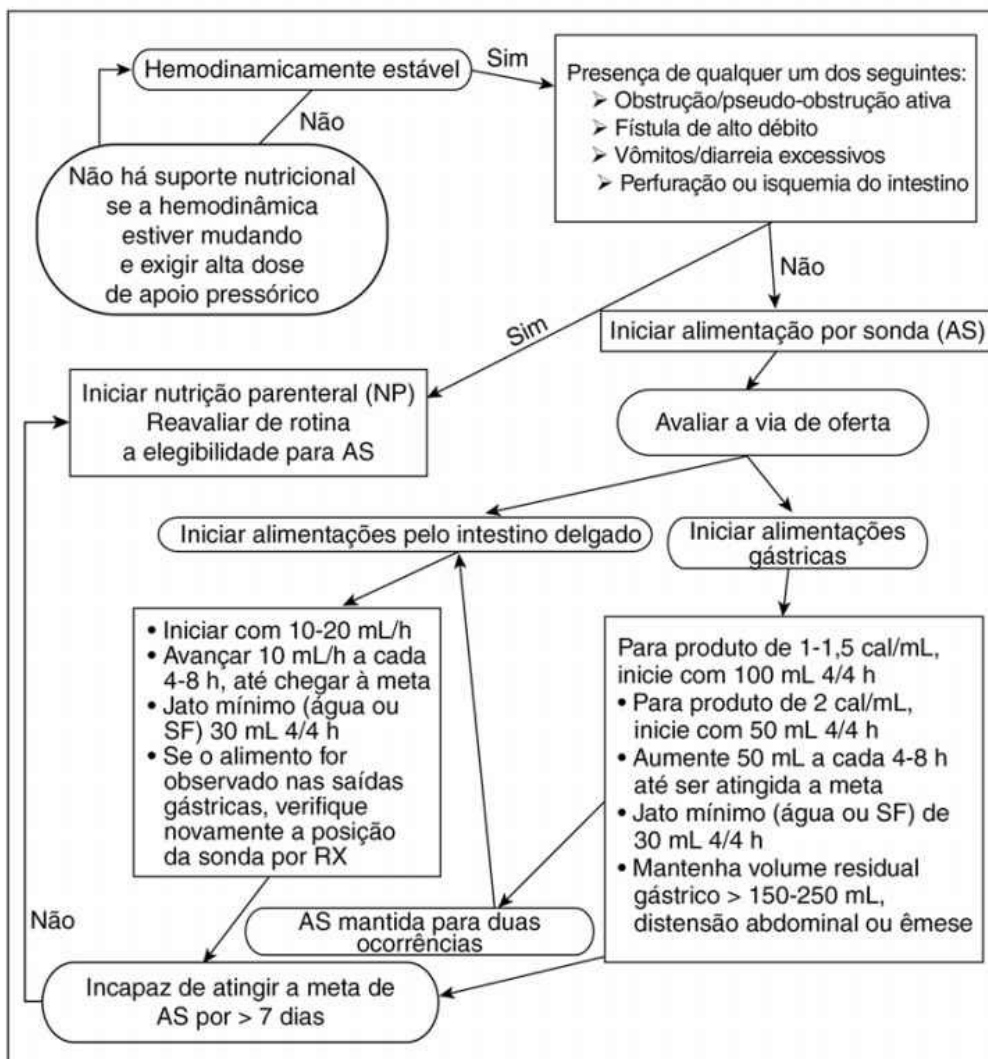 Hemodinamicamente estável
Sim
Não
Não há suporte nutricional
se a hemodinâmica
estiver mudando
e exigir alta dose
de apoio pressórico
Presença de qualquer um dos seguintes:
➢ Obstrução/pseudo-obstrução ativa
➢ Fístula de alto débito
➢ Vômitos/diarreia excessivos
➢ Perfuração ou isquemia do intestino
Não
Sim
Iniciar alimentação por sonda (AS)
Iniciar nutrição parenteral (NP)
Reavaliar de rotina
a elegibilidade para AS
Avaliar a via de oferta
Iniciar alimentações pelo intestino delgado
Iniciar alimentações
gástricas
• Iniciar com 10-20 mL/h
• Avançar 10 mL/h a cada
4-8 h, até chegar à meta
• Jato mínimo (água ou
SF) 30 mL 4/4 h
• Se o alimento for
observado nas saídas
gástricas, verifique
novamente a posição
da sonda por RX
Para produto de 1-1,5 cal/mL,
inicie com 100 mL 4/4 h
• Para produto de 2 cal/mL,
inicie com 50 mL 4/4 h
• Aumente 50 mL a cada 4-8 h
até ser atingida a meta
• Jato mínimo (água ou SF) de
30 mL 4/4 h
• Mantenha volume residual
gástrico > 150-250 mL,
distensão abdominal ou êmese
Não
AS mantida para duas
ocorrências
Incapaz de atingir a meta de
AS por > 7 dias